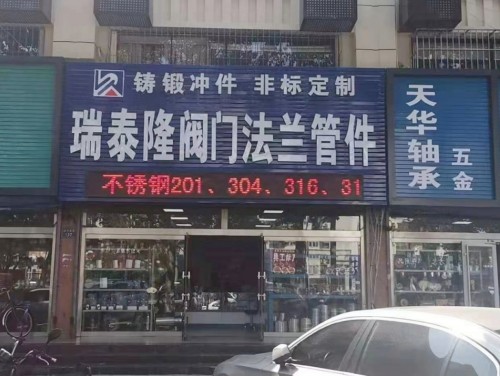 铸锻冲件 非标定制
瑞泰隆阀门法兰管件
不锈钢201、304、316、31
天华轴承
五金